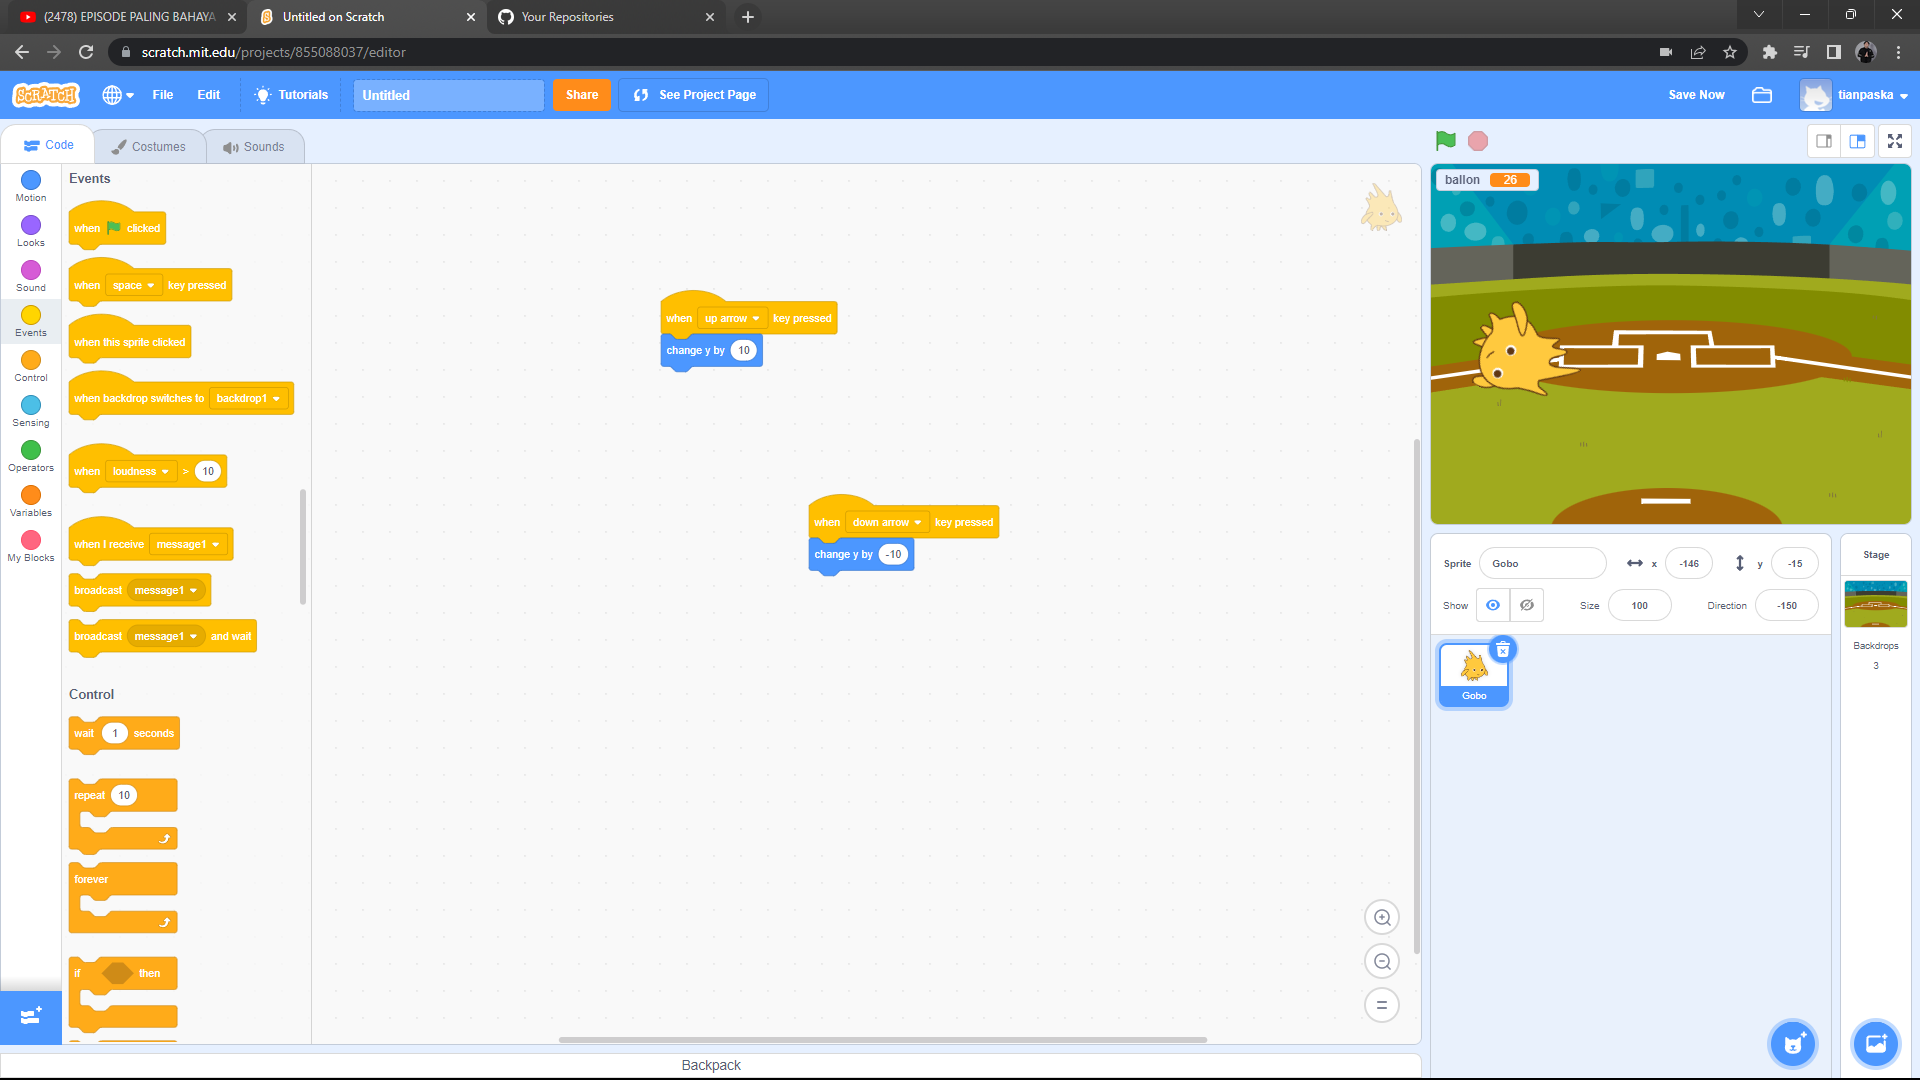 (2478) EPISODE PALING BAHAYA
Untitled on Scratch
Your Repositories
scratch.mit.edu/projects/855088037/editor
SCRATCH
File
Edit
Tutorials
Untitled
Share
See Project Page
Save Now
tianpaska
Code
Costumes
Sounds
Motion
Looks
Sound
Events
Control
Sensing
Operators
Variables
My Blocks
Events
when clicked
when space key pressed
when this sprite clicked
when backdrop switches to backdrop1
when loudness > 10
when I receive message1
broadcast message1
broadcast message1 and wait
Control
wait 1 seconds
repeat 10
forever
if then
when up arrow key pressed
change y by 10
when down arrow key pressed
change y by -10
Backpack
ballon 26
Sprite Gobo x -146 y -15
Show Size 100 Direction -150
Gobo
Stage
Backdrops
3